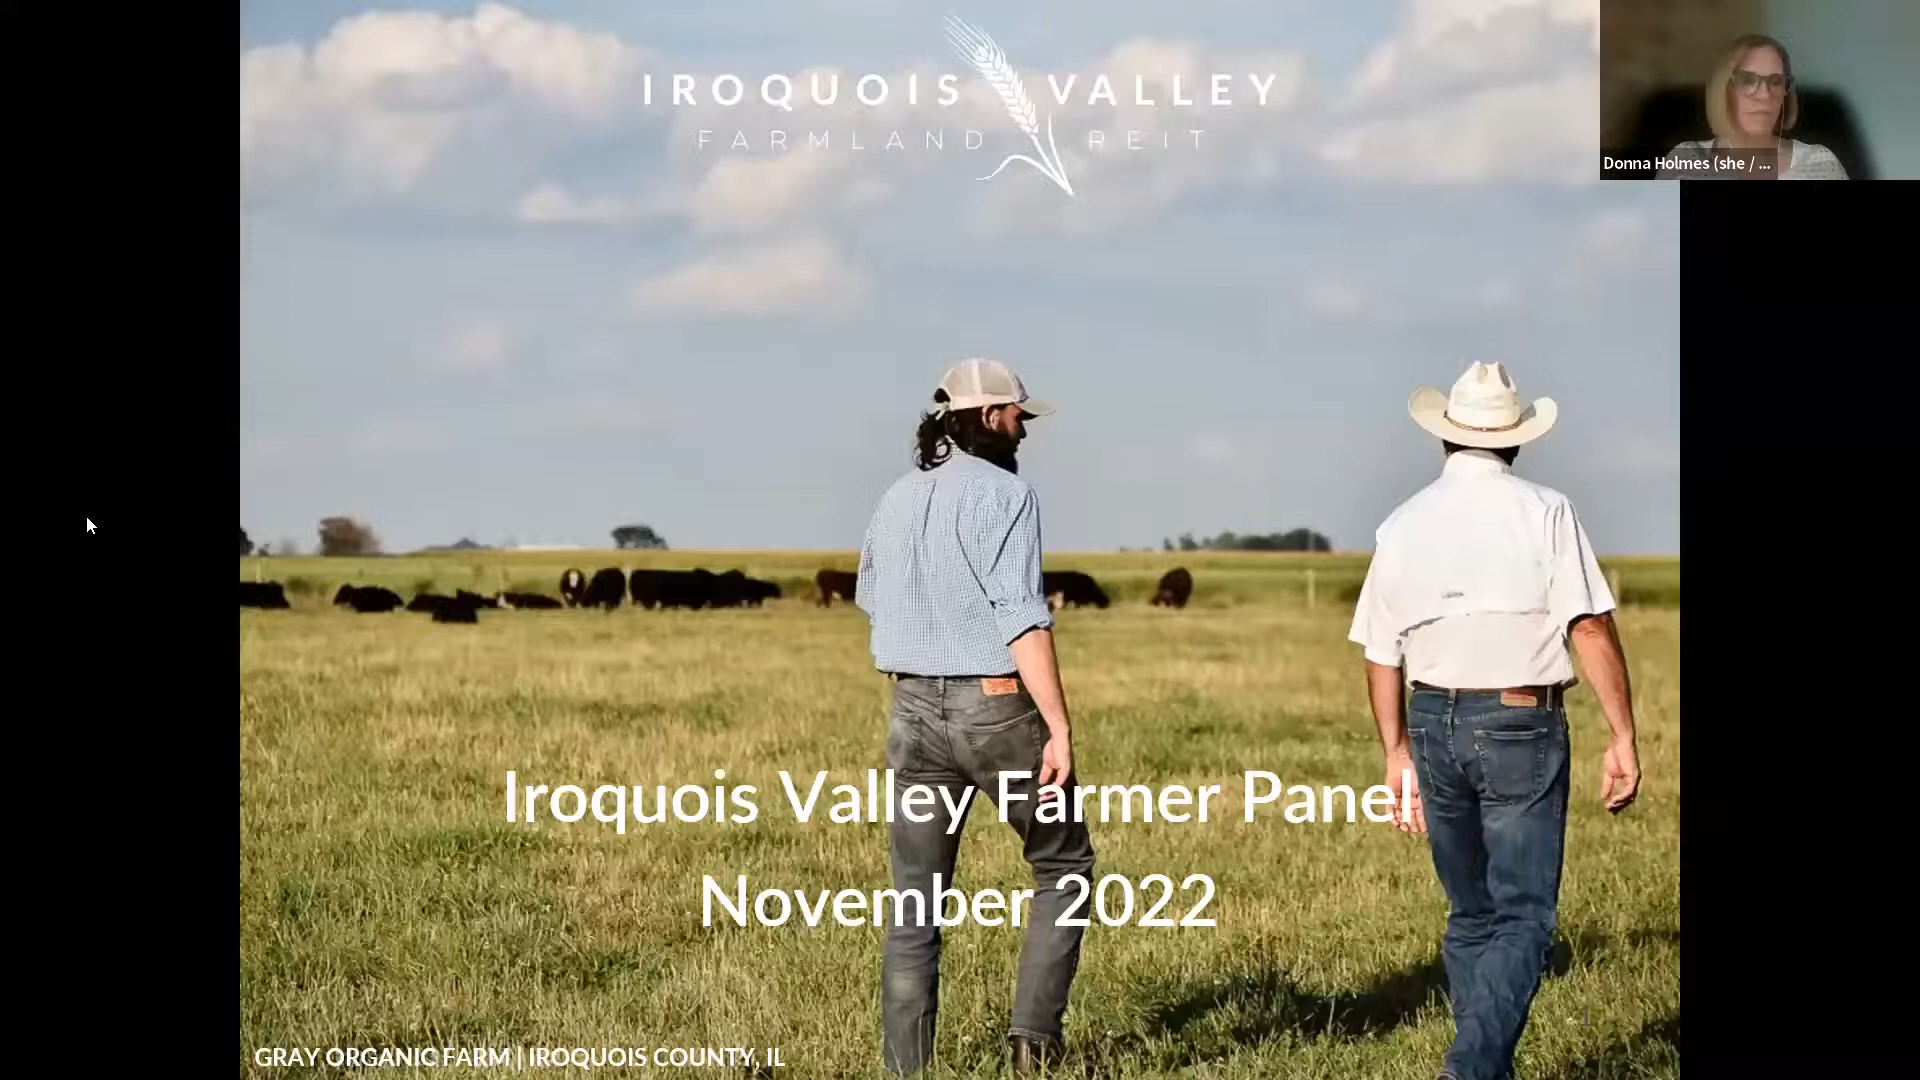 IROQUOIS VALLEY
FARMLAND REIT
Donna Holmes (she / ...
Iroquois Valley Farmer Panel
November 2022
1
GRAY ORGANIC FARM | IROQUOIS COUNTY, IL